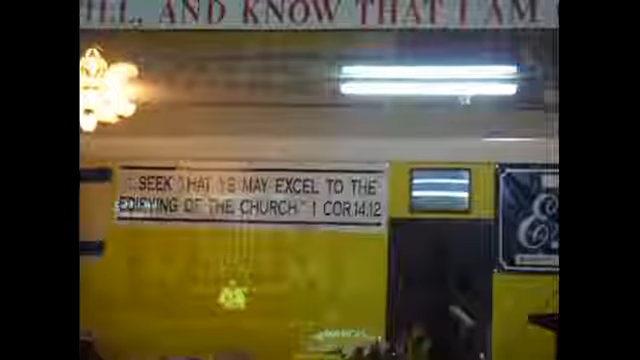 ILL, AND KNOW THAT I AM
"...SEEK THAT YE MAY EXCEL TO THE
EDIFYING OF THE CHURCH." I COR.14.12